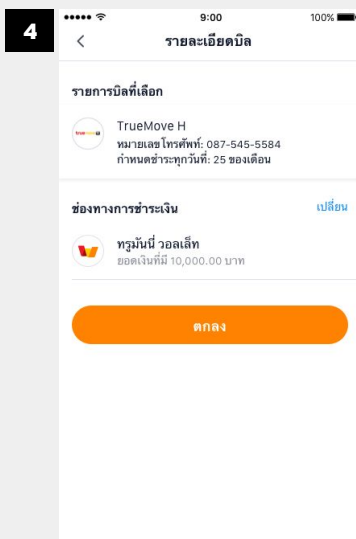 4
9:00
100%
รายละเอียดบิล
รายการบิลที่เลือก
TrueMove H
หมายเลขโทรศัพท์: 087-545-5584
กำหนดชำระทุกวันที่: 25 ของเดือน
ช่องทางการชำระเงิน
เปลี่ยน
ทรูมันนี่ วอลเล็ท
ยอดเงินที่มี 10,000.00 บาท
ตกลง